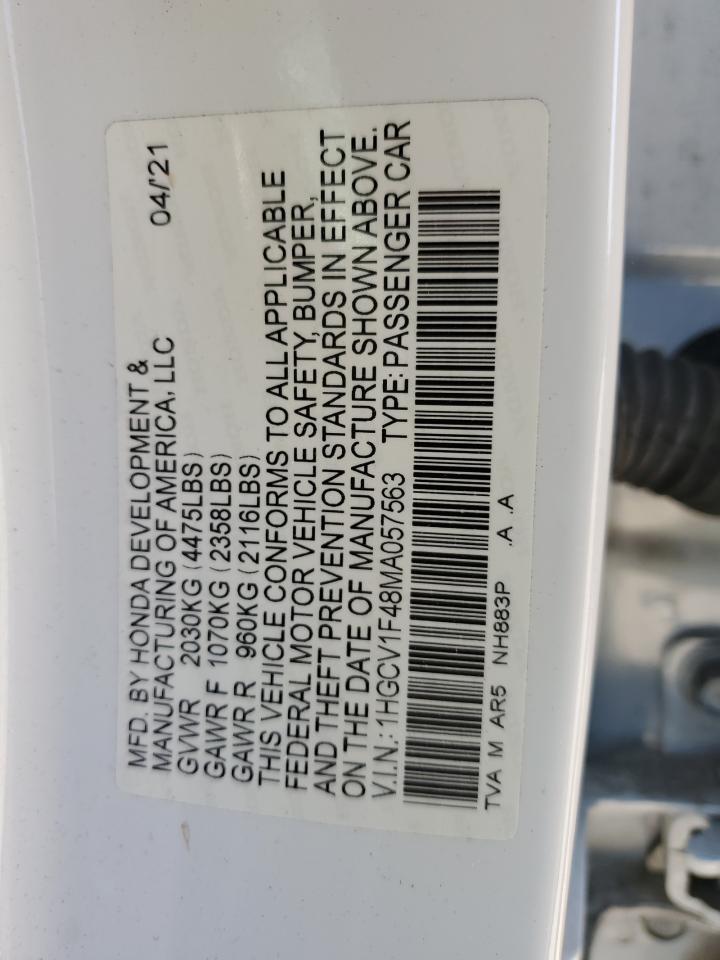 MFD. BY HONDA DEVELOPMENT &
MANUFACTURING OF AMERICA, LLC 04/'21
GVWR 2030KG (4475LBS)
GAWR F 1070KG (2358LBS)
GAWR R 960KG (2116LBS)
THIS VEHICLE CONFORMS TO ALL APPLICABLE
FEDERAL MOTOR VEHICLE SAFETY, BUMPER,
AND THEFT PREVENTION STANDARDS IN EFFECT
ON THE DATE OF MANUFACTURE SHOWN ABOVE.
V.I.N.: 1HGCV1F48MA057563 TYPE: PASSENGER CAR
TVA M AR5 NH883P .A .A